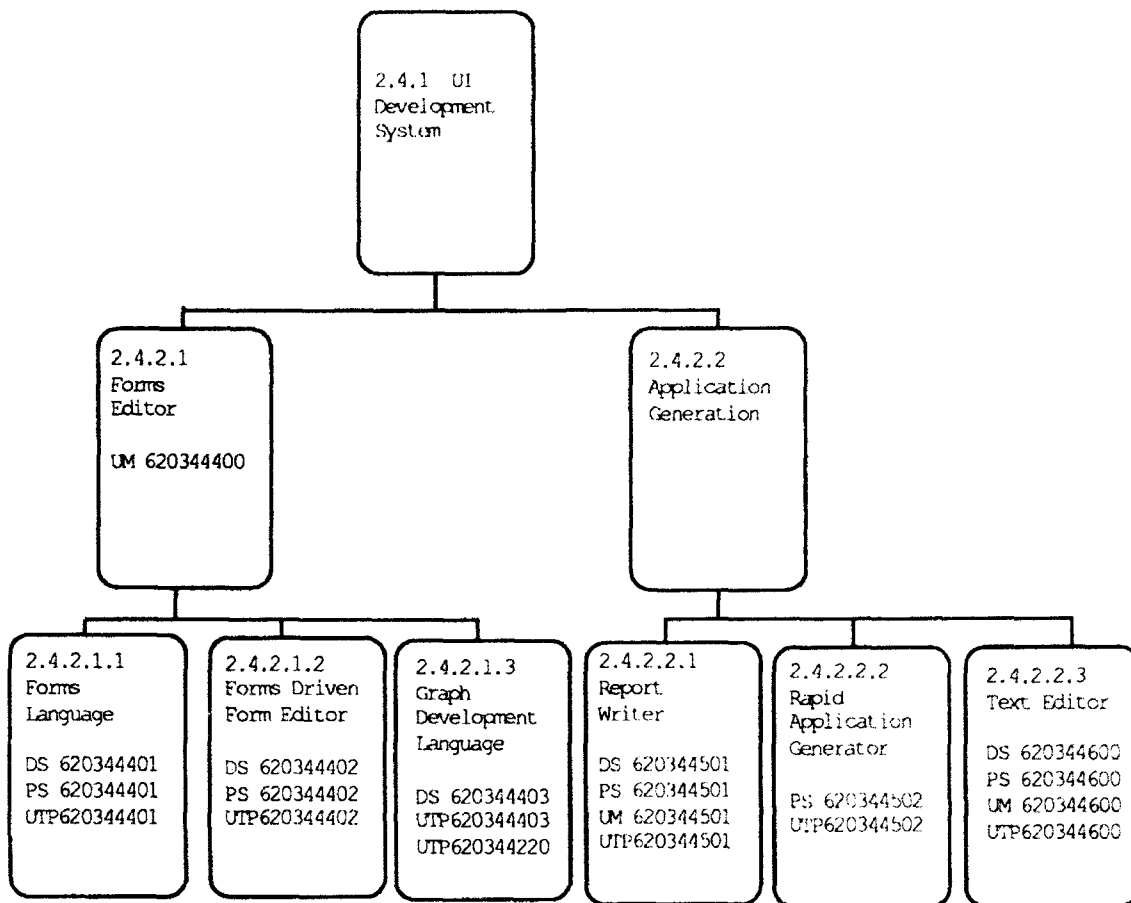 2.4.1 UI
Development
System
2.4.2.1
Forms
Editor
UM 620344400
2.4.2.2
Application
Generation
2.4.2.1.1
Forms
Language
DS 620344401
PS 620344401
UTP620344401
2.4.2.1.2
Forms Driven
Form Editor
DS 620344402
PS 620344402
UTP620344402
2.4.2.1.3
Graph
Development
Language
DS 620344403
UTP620344403
UTP620344220
2.4.2.2.1
Report
Writer
DS 620344501
PS 620344501
UM 620344501
UTP620344501
2.4.2.2.2
Rapid
Application
Generator
PS 620344502
UTP620344502
2.4.2.2.3
Text Editor
DS 620344600
PS 620344600
UM 620344600
UTP620344600